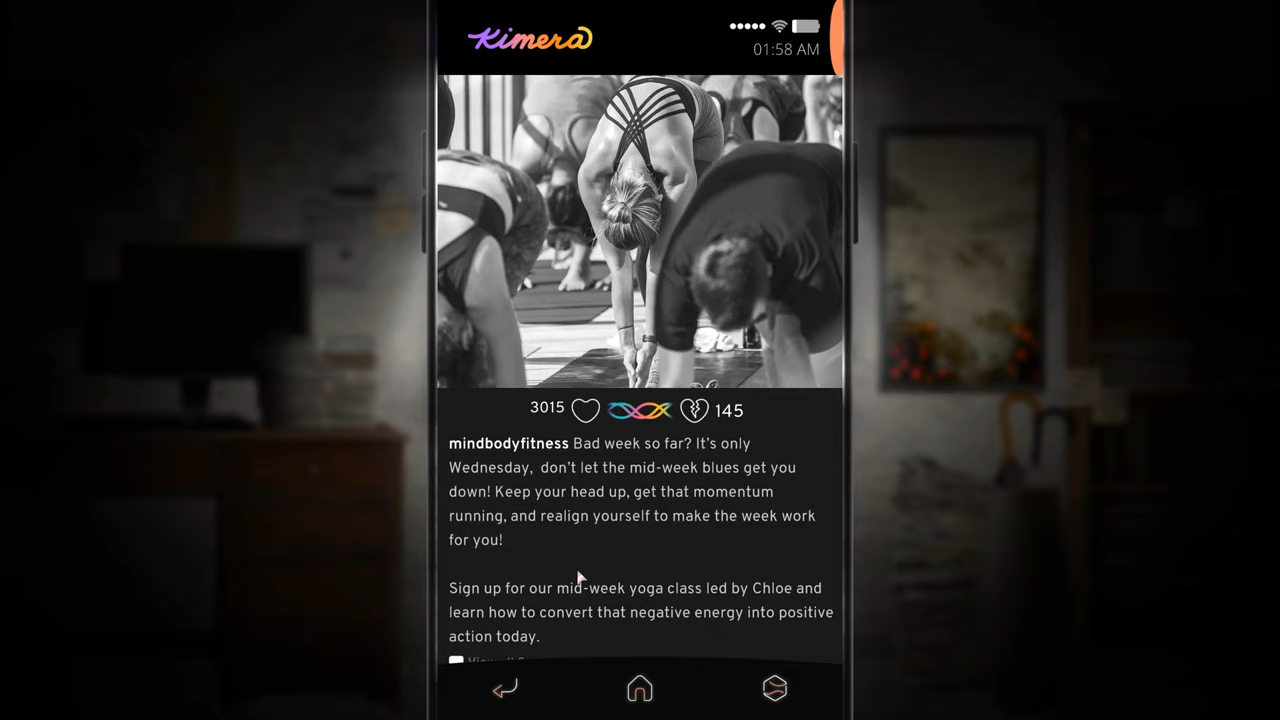 Kimera
01:58 AM
3015 145
mindbodyfitness Bad week so far? It's only
Wednesday, don't let the mid-week blues get you
down! Keep your head up, get that momentum
running, and realign yourself to make the week work
for you!
Sign up for our mid-week yoga class led by Chloe and
learn how to convert that negative energy into positive
action today.